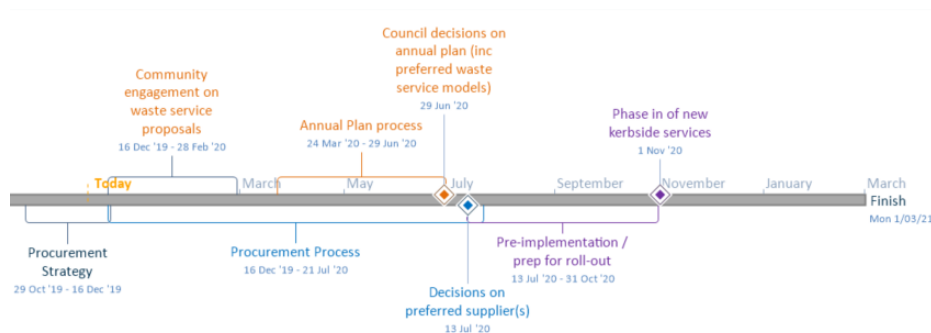 Council decisions on
annual plan (inc
preferred waste
service models)
29 Jun '20
Community
engagement on
waste service
proposals
16 Dec '19 - 28 Feb '20
Annual Plan process
24 Mar '20 - 29 Jun '20
Phase in of new
kerbside services
1 Nov '20
Today
March
May
July
September
November
January
March
Finish
Mon 1/03/21
Procurement
Strategy
29 Oct '19 - 16 Dec '19
Procurement Process
16 Dec '19 - 21 Jul '20
Pre-implementation /
prep for roll-out
13 Jul '20 - 31 Oct '20
Decisions on
preferred supplier(s)
13 Jul '20